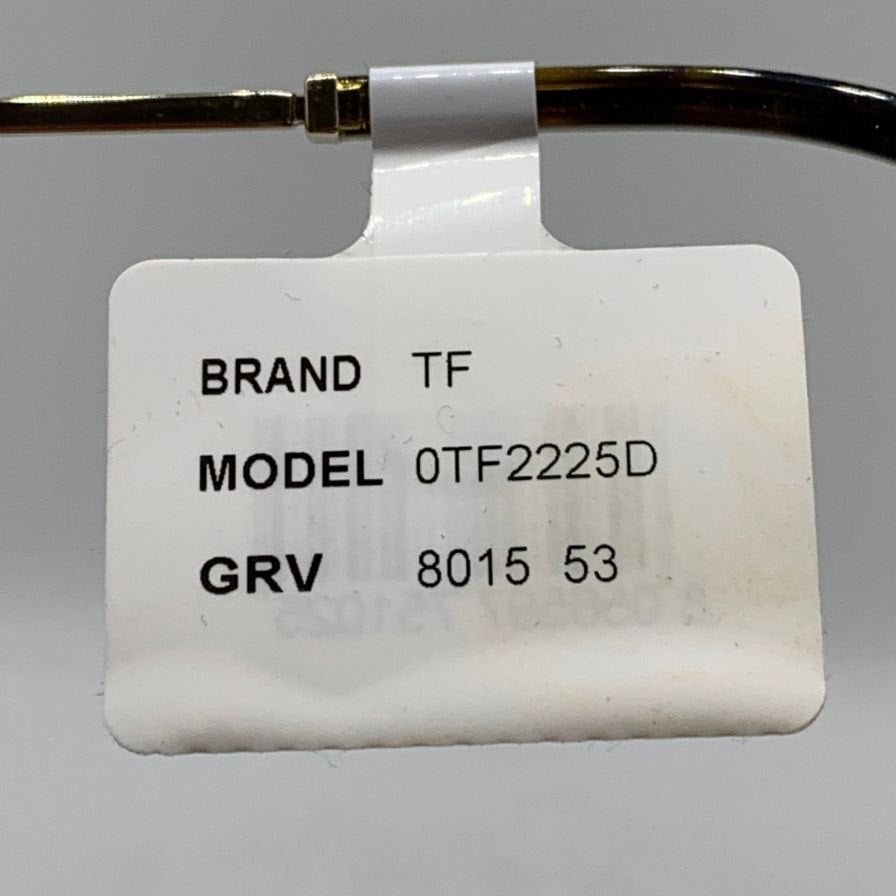 BRAND TF
MODEL 0TF2225D
GRV 8015 53